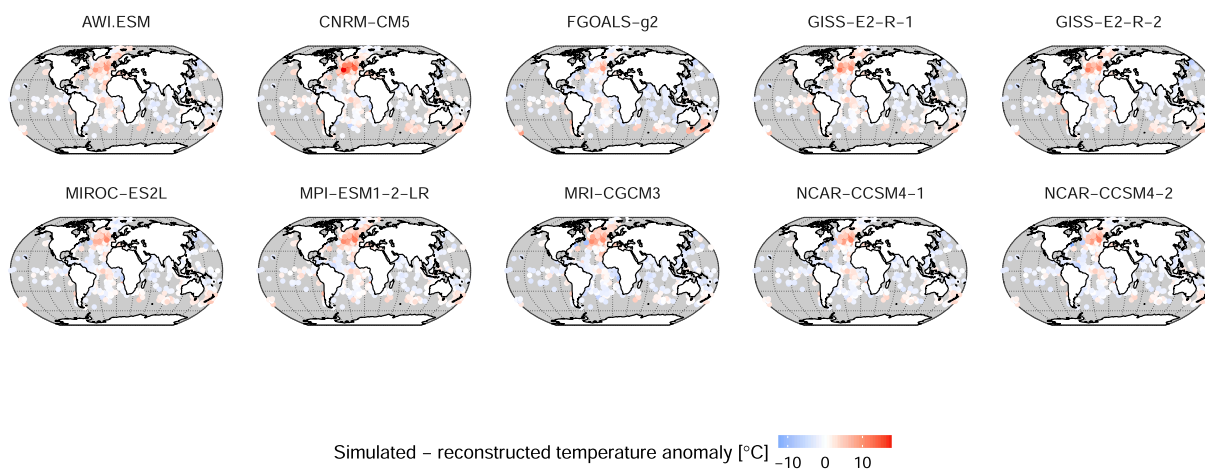 AWI.ESM CNRM−CM5 FGOALS−g2 GISS−E2−R−1 GISS−E2−R−2
MIROC−ES2L MPI−ESM1−2−LR MRI−CGCM3 NCAR−CCSM4−1 NCAR−CCSM4−2
Simulated − reconstructed temperature anomaly [°C]
−10 0 10